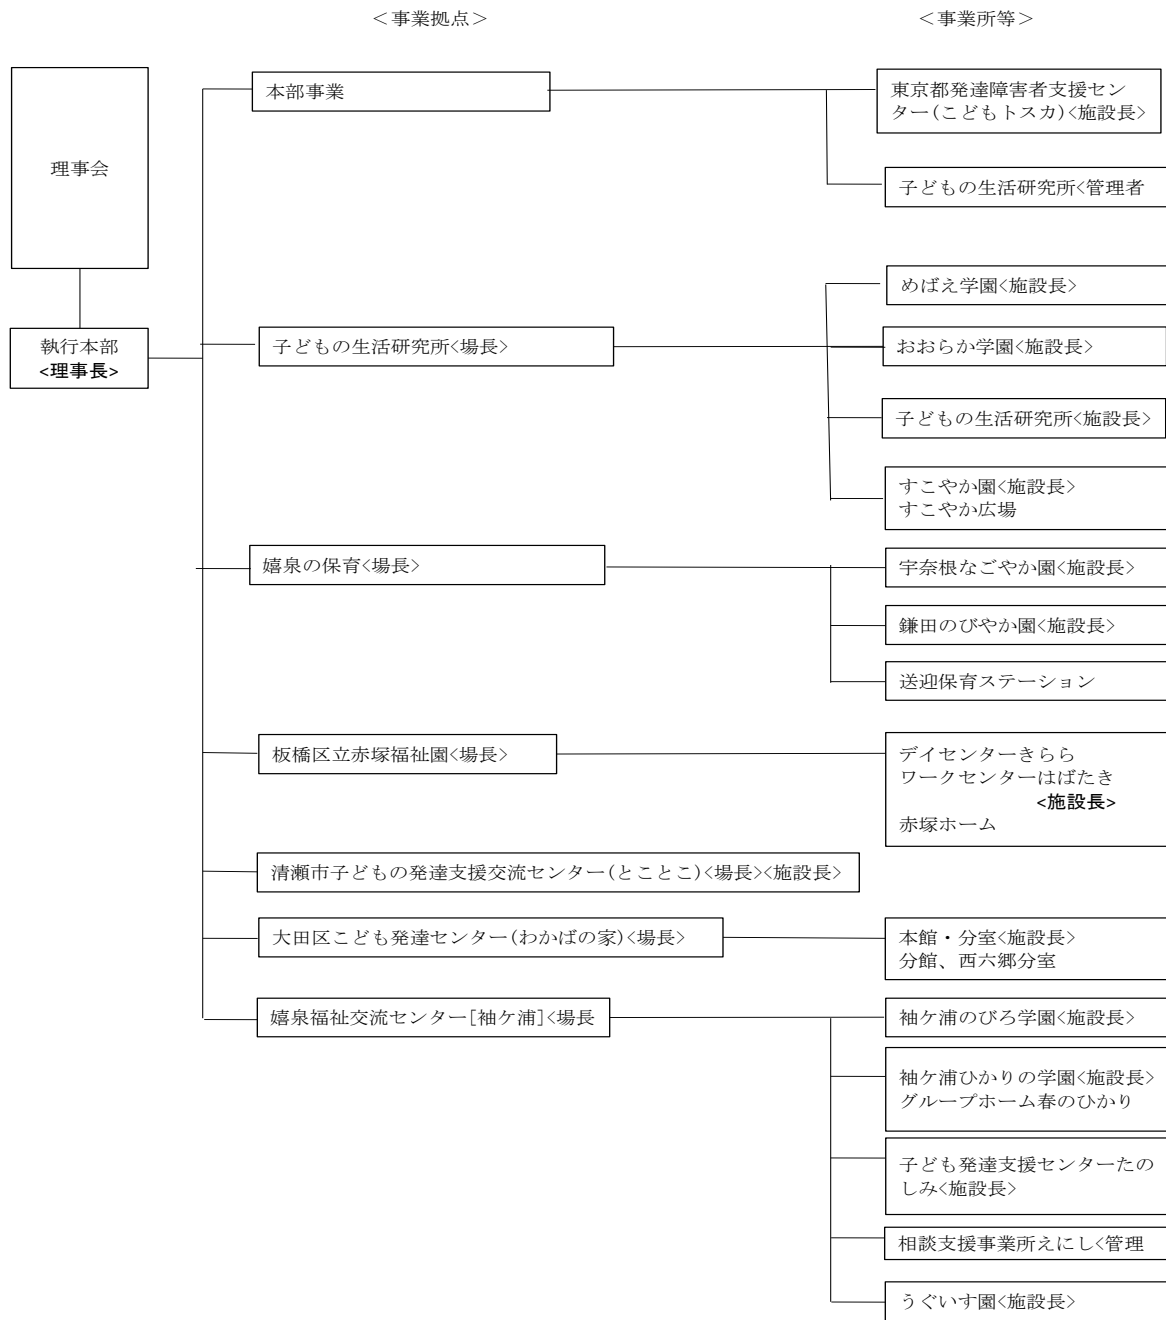 ＜事業拠点＞
＜事業所等＞
理事会
執行本部
<理事長>
本部事業
東京都発達障害者支援セン
ター(こどもトスカ)<施設長>
子どもの生活研究所<管理者
子どもの生活研究所<場長>
めばえ学園<施設長>
おおらか学園<施設長>
子どもの生活研究所<施設長>
すこやか園<施設長>
すこやか広場
嬉泉の保育<場長>
宇奈根なごやか園<施設長>
鎌田のびやか園<施設長>
送迎保育ステーション
板橋区立赤塚福祉園<場長>
デイセンターきらら
ワークセンターはばたき
<施設長>
赤塚ホーム
清瀬市子どもの発達支援交流センター(とことこ)<場長><施設長>
大田区こども発達センター(わかばの家)<場長>
本館・分室<施設長>
分館、西六郷分室
嬉泉福祉交流センター[袖ケ浦]<場長
袖ケ浦のびろ学園<施設長>
袖ケ浦ひかりの学園<施設長>
グループホーム春のひかり
子ども発達支援センターたの
しみ<施設長>
相談支援事業所えにし<管理
うぐいす園<施設長>